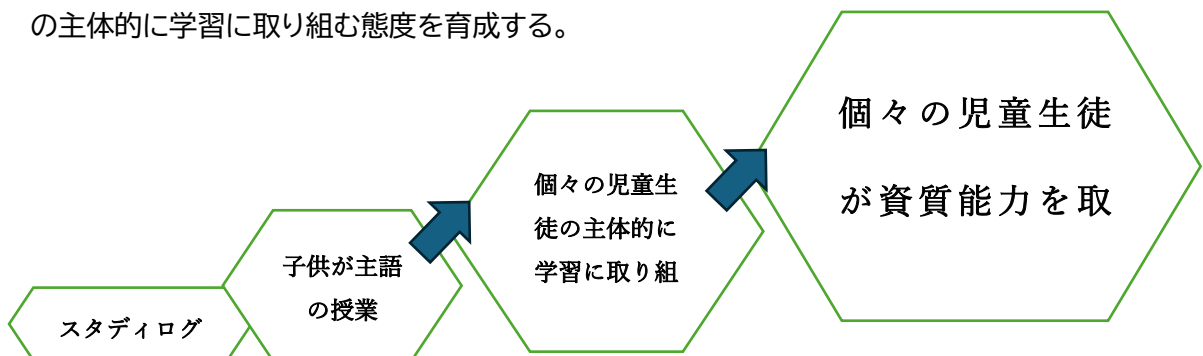 の主体的に学習に取り組む態度を育成する。
個々の児童生徒
が資質能力を取
個々の児童生
徒の主体的に
学習に取り組
子供が主語
の授業
スタディログ